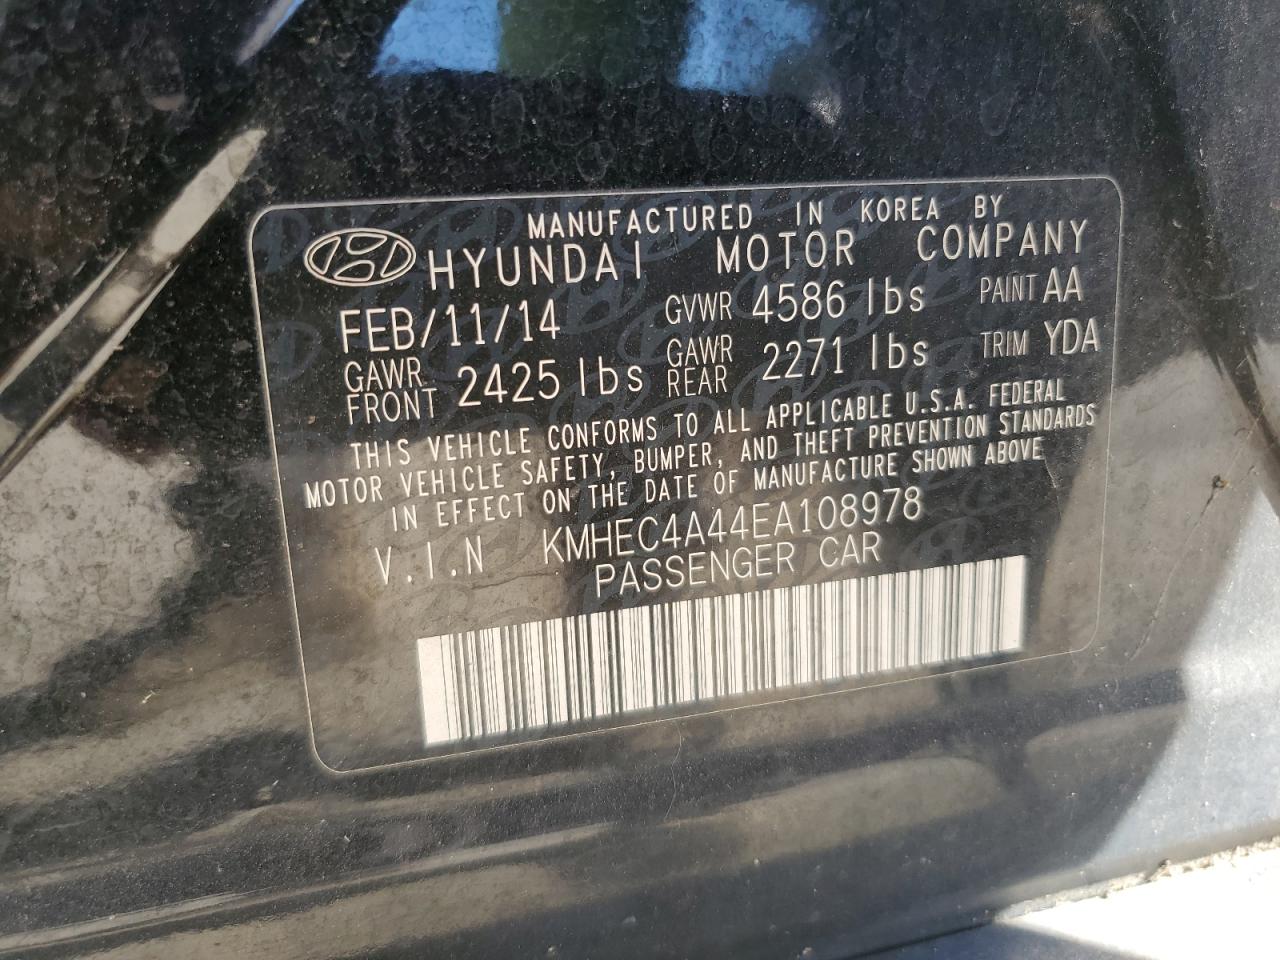 MANUFACTURED IN KOREA BY
HYUNDAI MOTOR COMPANY
FEB/11/14 GVWR 4586 lbs PAINT AA
GAWR FRONT 2425 lbs GAWR REAR 2271 lbs TRIM YDA
THIS VEHICLE CONFORMS TO ALL APPLICABLE U.S.A. FEDERAL
MOTOR VEHICLE SAFETY, BUMPER, AND THEFT PREVENTION STANDARDS
IN EFFECT ON THE DATE OF MANUFACTURE SHOWN ABOVE
V.I.N KMHEC4A44EA108978
PASSENGER CAR